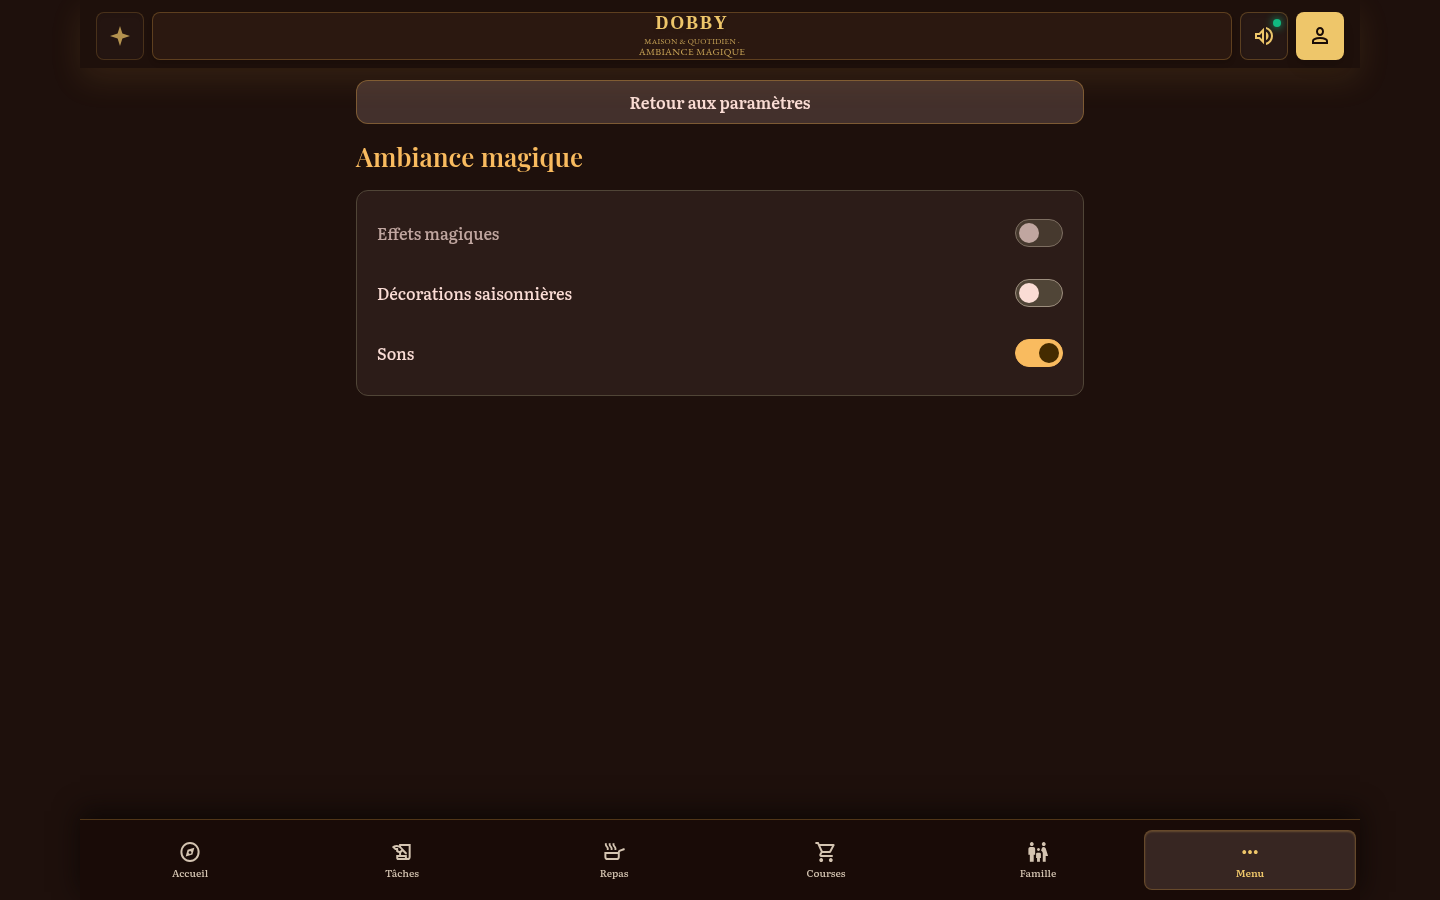 DOBBY
MAISON & QUOTIDIEN ·
AMBIANCE MAGIQUE
Retour aux paramètres
Ambiance magique
Effets magiques
Décorations saisonnières
Sons
Accueil
Tâches
Repas
Courses
Famille
Menu